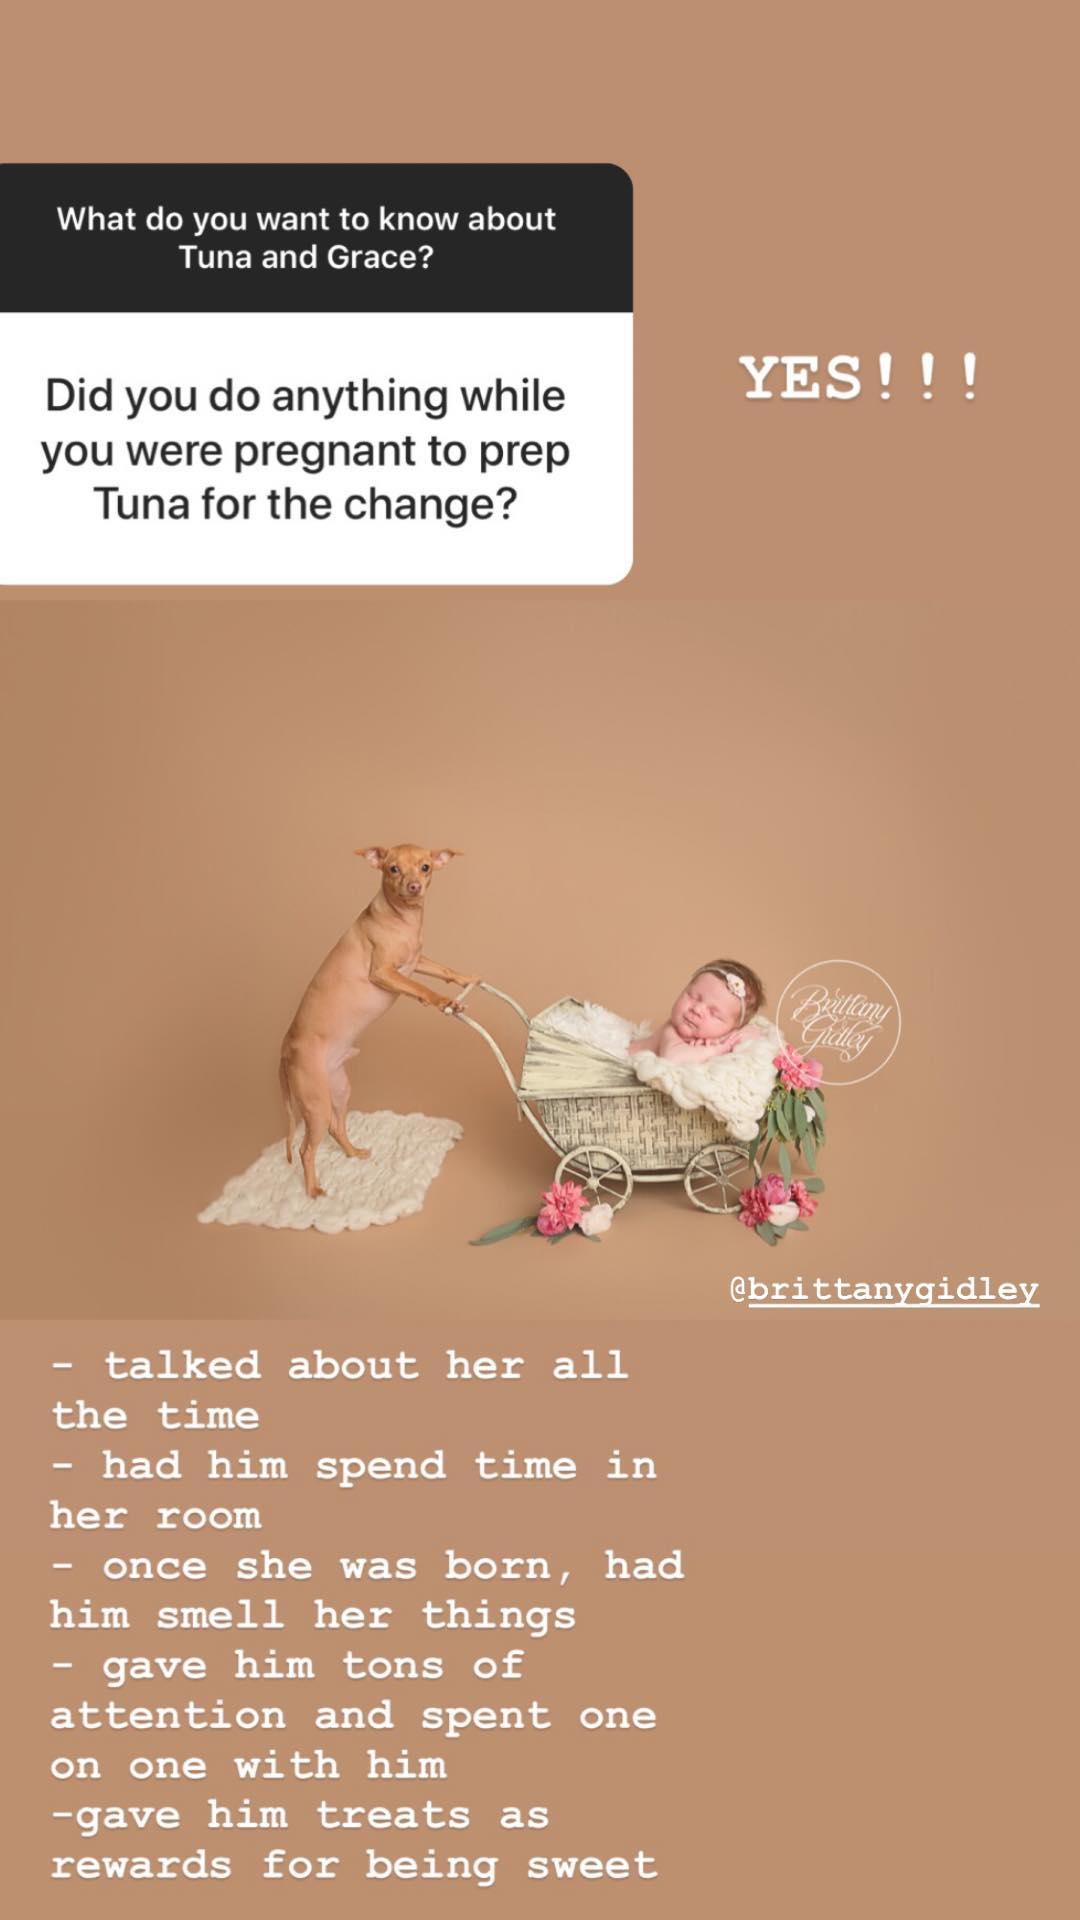 What do you want to know about
Tuna and Grace?
Did you do anything while
you were pregnant to prep
Tuna for the change?
YES!!!
Brittany
Gidley
@brittanygidley
- talked about her all
the time
- had him spend time in
her room
- once she was born, had
him smell her things
- gave him tons of
attention and spent one
on one with him
-gave him treats as
rewards for being sweet